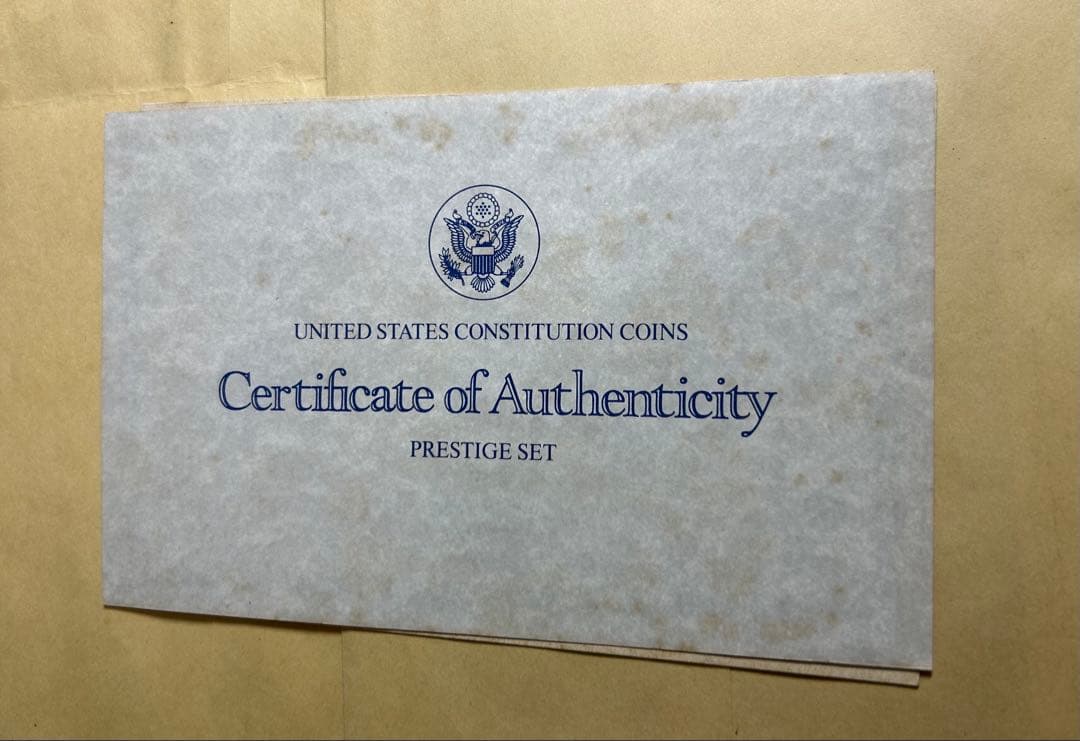 UNITED STATES CONSTITUTION COINS
Certificate of Authenticity
PRESTIGE SET